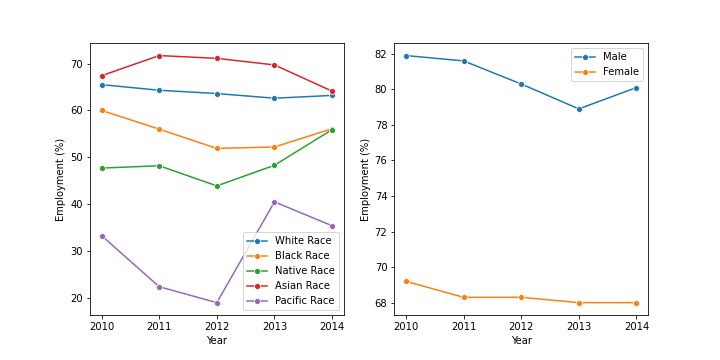 70
60
50
40
30
20
Employment (%)
2010 2011 2012 2013 2014
Year
White Race
Black Race
Native Race
Asian Race
Pacific Race
82
80
78
76
74
72
70
68
Employment (%)
2010 2011 2012 2013 2014
Year
Male
Female